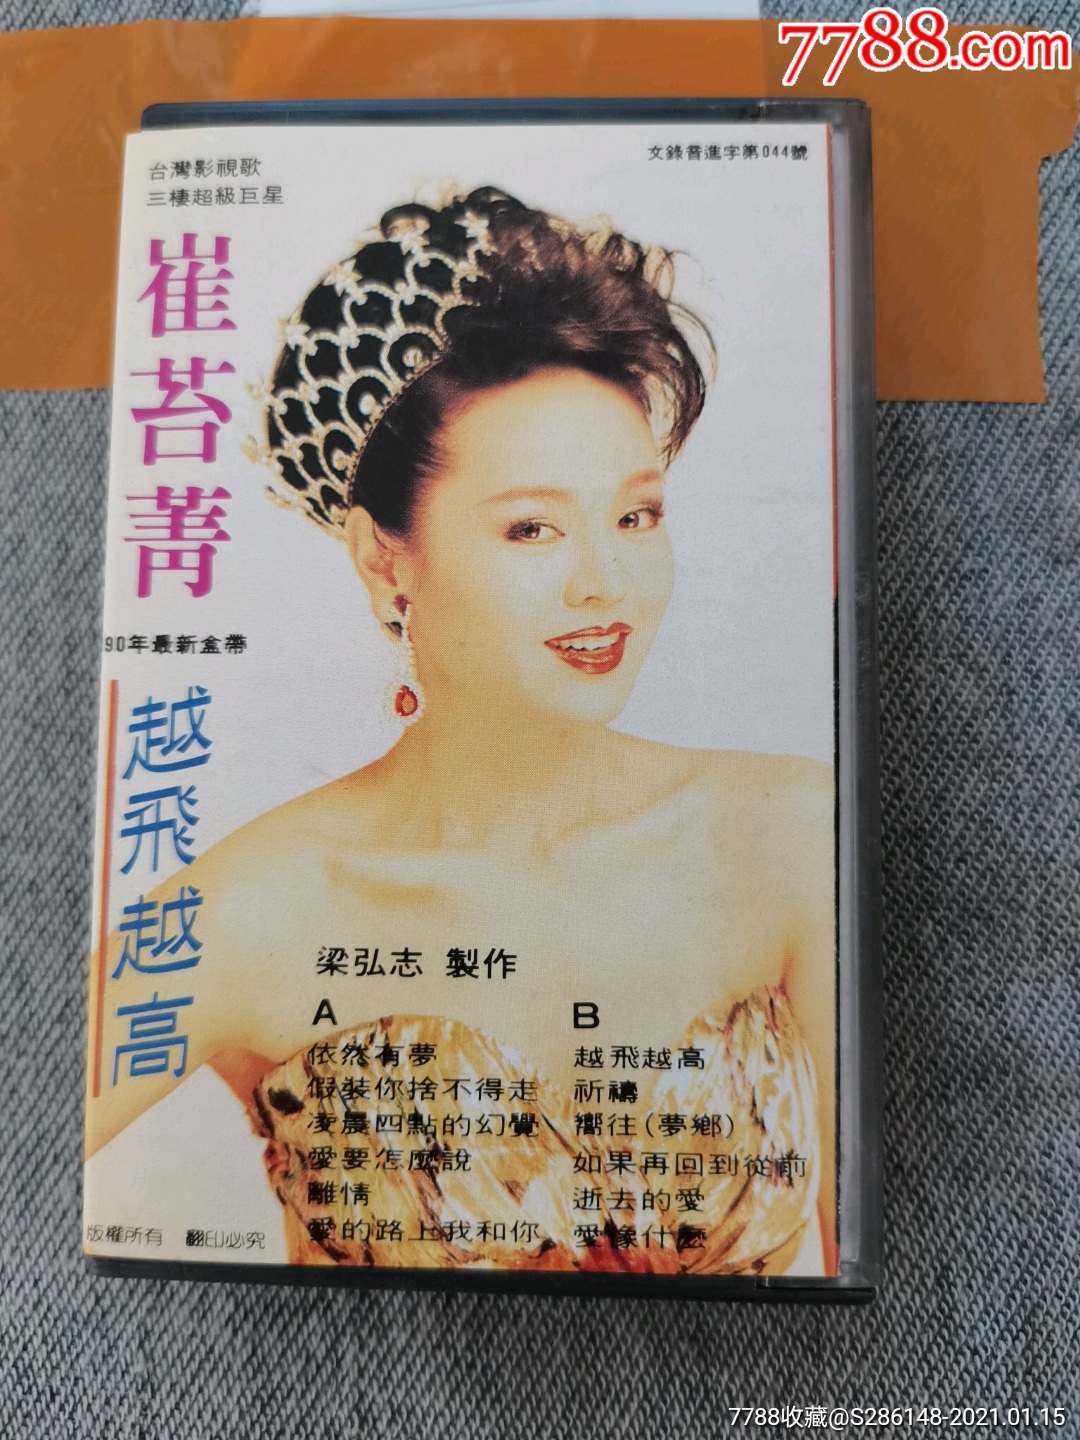 7788.com
台灣影視歌
三棲超級巨星
文錄音進字第044號
崔苔菁
90年最新盒帶
越飛越高
梁弘志 製作
A
依然有夢
假裝你捨不得走
凌晨四點的幻覺
愛要怎麼說
離情
愛的路上我和你
B
越飛越高
祈禱
嚮往(夢鄉)
如果再回到從前
逝去的愛
愛像什麼
版權所有 翻印必究
7788收藏@S286148-2021.01.15